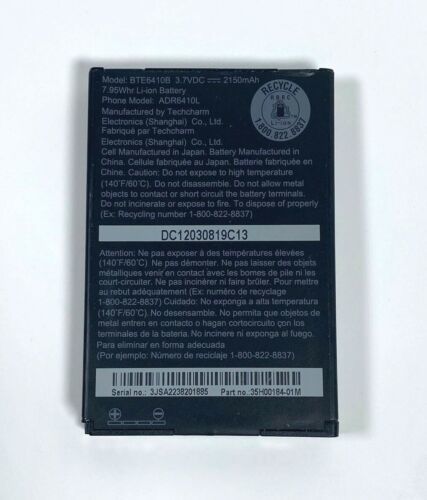 Model: BTE6410B 3.7VDC ⎓ 2150mAh
7.95Whr Li-ion Battery
Phone Model: ADR6410L
Manufactured by Techcharm
Electronics (Shanghai) Co., Ltd.
Fabriqué par Techcharm
Electronics (Shanghai) Co., Ltd.
Cell Manufactured in Japan. Battery Manufactured in
China. Cellule fabriquée au Japan. Batterie fabriquée en
China. Caution: Do not expose to high temperature
(140°F/60°C). Do not disassemble. Do not allow metal
objects to contact or short circuit the battery terminals.
Do not incinerate or expose to fire. To dispose of properly
(Ex: Recycling number 1-800-822-8837)
RECYCLE
RBRC
Li-ion
1.800.822.8837
DC12030819C13
Attention: Ne pas exposer à des températures élevées
(140°F/60°C) Ne pas démonter. Ne pas laisser des objets
métalliques venir en contact avec les bornes de pile ni les
court-circuiter. Ne pas incinérer ni faire brûler. Pour mettre
au rebut adéquatement (Ex: numéro de recyclage
1-800-822-8837) Cuidado: No exponga a alta temperatura
(140°F/60°C). No desensamble. No permita que objetos de
metal entren en contacto o hagan cortocircuito con los terminales
No incinere ni exponga al fuego.
Para eliminar en forma adecuada
(Por ejemplo: Número de reciclaje 1-800-822-8837)
Serial no.: 3JSA2238201885 Part no.:35H00184-01M
+ -